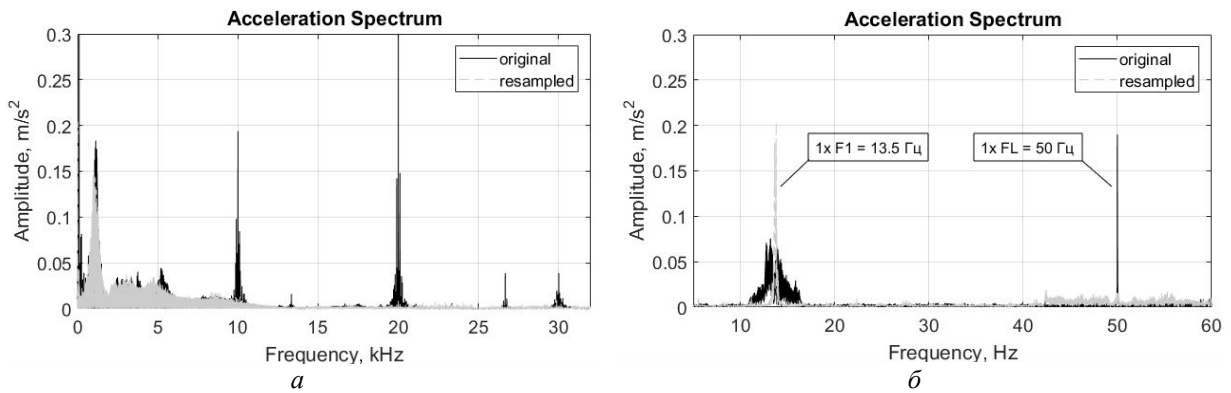 Acceleration Spectrum
0.3
0.25
0.2
0.15
0.1
0.05
0
Amplitude, m/s²
original
resampled
0 5 10 15 20 25 30
Frequency, kHz
а
Acceleration Spectrum
0.3
0.25
0.2
0.15
0.1
0.05
0
Amplitude, m/s²
original
resampled
1x F1 = 13.5 Гц
1x FL = 50 Гц
10 20 30 40 50 60
Frequency, Hz
б